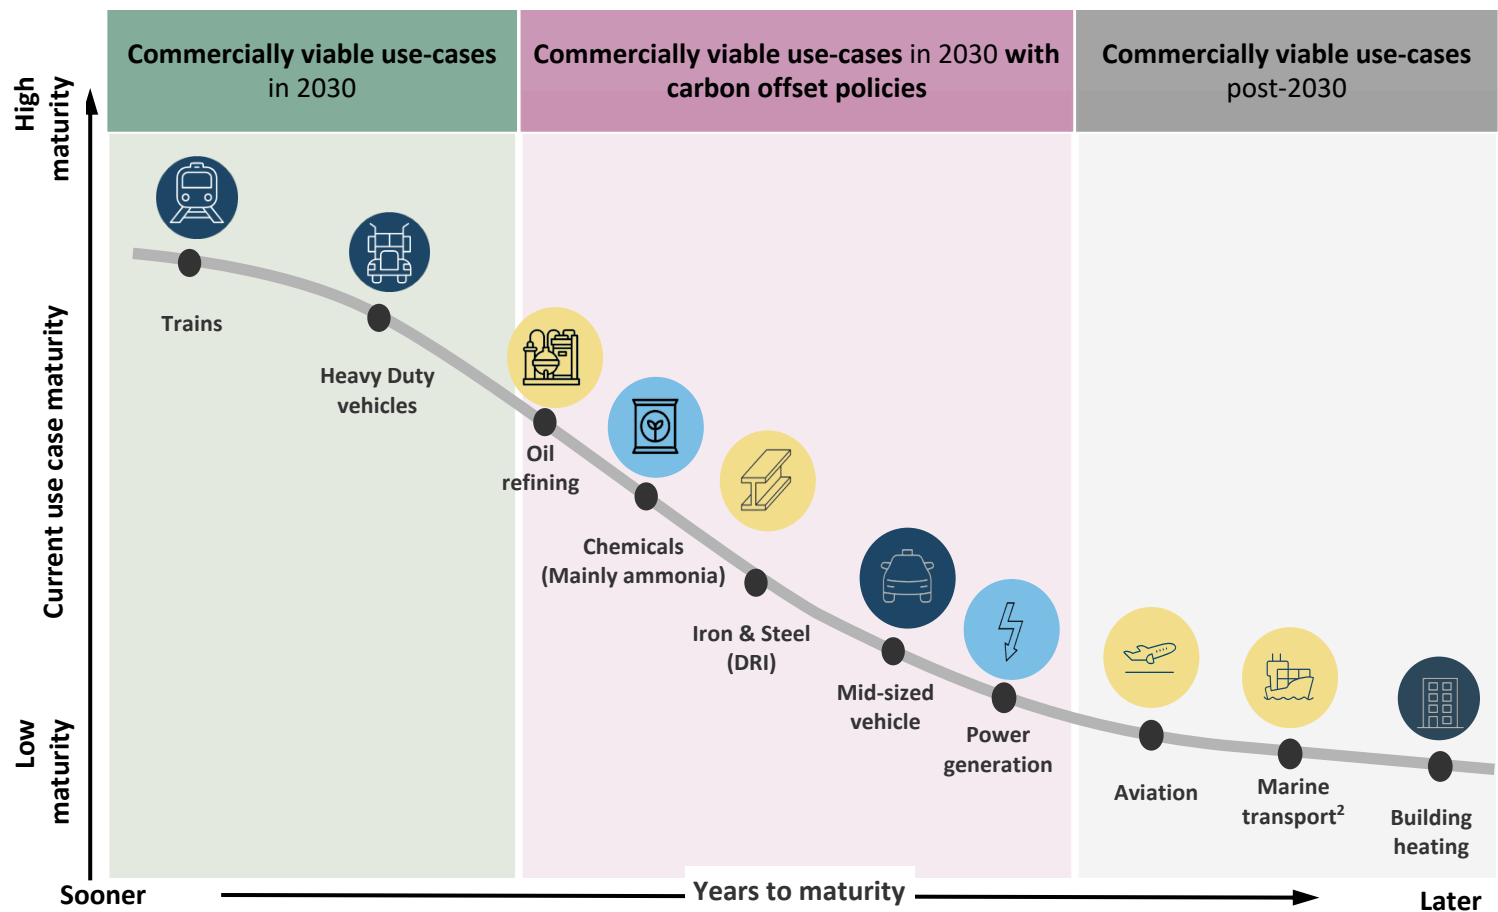 Commercially viable use-cases
in 2030
Commercially viable use-cases in 2030 with
carbon offset policies
Commercially viable use-cases
post-2030
High
maturity
Current use case maturity
Low
maturity
Trains
Heavy Duty
vehicles
Oil
refining
Chemicals
(Mainly ammonia)
Iron & Steel
(DRI)
Mid-sized
vehicle
Power
generation
Aviation
Marine
transport²
Building
heating
Sooner
Years to maturity
Later